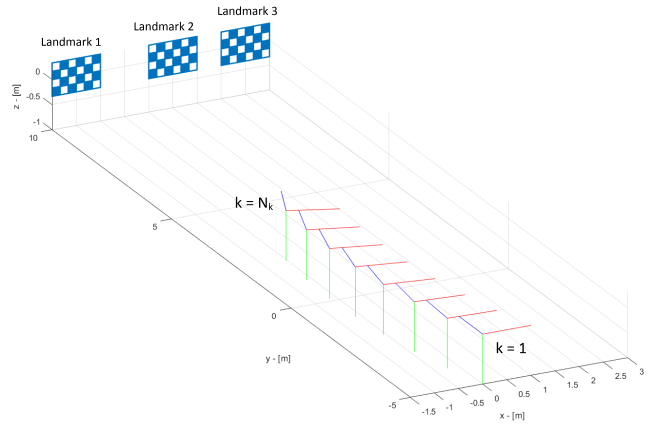 Landmark 3
Landmark 2
Landmark 1
0
-0.5
-1
z - [m]
10
5
0
-5
y - [m]
k = Nₖ
k = 1
-1.5
-1
-0.5
0
0.5
1
1.5
2
2.5
3
x - [m]